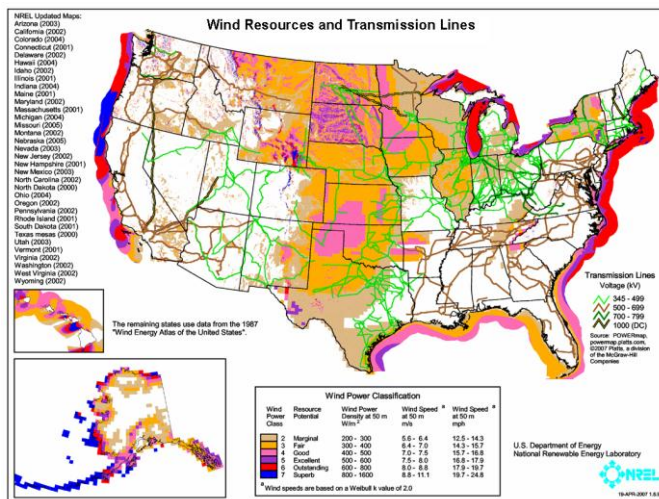 Wind Resources and Transmission Lines
NREL Updated Maps:
Arizona (2003)
California (2002)
Colorado (2004)
Connecticut (2001)
Delaware (2002)
Hawaii (2004)
Idaho (2002)
Illinois (2001)
Indiana (2004)
Maine (2001)
Maryland (2002)
Massachusetts (2001)
Michigan (2004)
Missouri (2005)
Montana (2002)
Nebraska (2005)
Nevada (2003)
New Jersey (2002)
New Hampshire (2001)
New Mexico (2003)
North Carolina (2002)
North Dakota (2000)
Ohio (2004)
Oregon (2002)
Pennsylvania (2002)
Rhode Island (2001)
South Dakota (2001)
Texas mesas (2000)
Utah (2003)
Vermont (2001)
Virginia (2002)
Washington (2002)
West Virginia (2002)
Wyoming (2002)
The remaining states use data from the 1987
"Wind Energy Atlas of the United States".
Transmission Lines
Voltage (kV)
345 - 499
500 - 699
700 - 799
1000 (DC)
Source: POWERmap,
powermap.platts.com,
©2007 Platts, a division
of the McGraw-Hill
Companies
Wind Power Classification
Wind Power Class Resource Potential Wind Power Density at 50 m W/m² Wind Speed ª at 50 m m/s Wind Speed ª at 50 m mph
2 Marginal 200 - 300 5.6 - 6.4 12.5 - 14.3
3 Fair 300 - 400 6.4 - 7.0 14.3 - 15.7
4 Good 400 - 500 7.0 - 7.5 15.7 - 16.8
5 Excellent 500 - 600 7.5 - 8.0 16.8 - 17.9
6 Outstanding 600 - 800 8.0 - 8.8 17.9 - 19.7
7 Superb 800 - 1600 8.8 - 11.1 19.7 - 24.8
ª Wind speeds are based on a Weibull k value of 2.0
U.S. Department of Energy
National Renewable Energy Laboratory
NREL